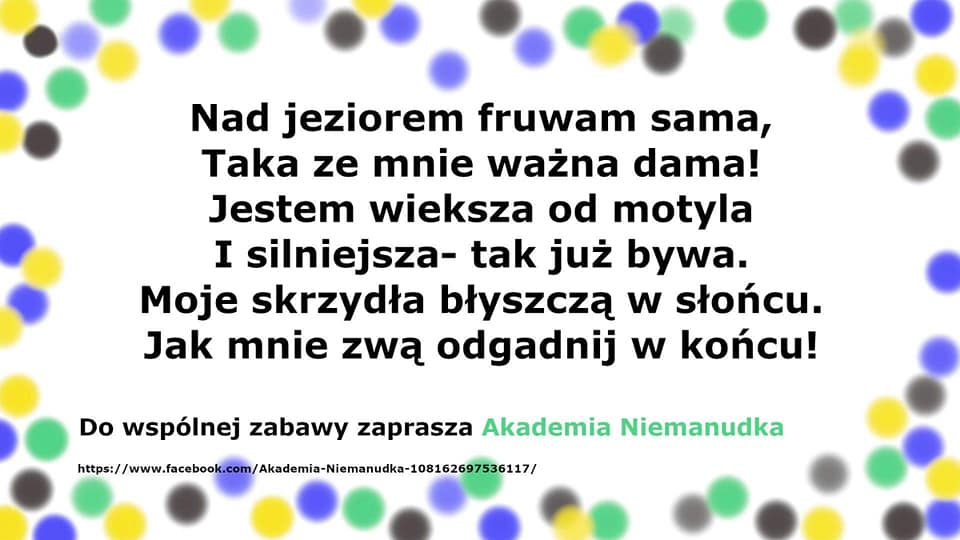 Nad jeziorem fruwam sama,
Taka ze mnie ważna dama!
Jestem wieksza od motyla
I silniejsza- tak już bywa.
Moje skrzydła błyszczą w słońcu.
Jak mnie zwą odgadnij w końcu!
Do wspólnej zabawy zaprasza Akademia Niemanudka
https://www.facebook.com/Akademia-Niemanudka-108162697536117/